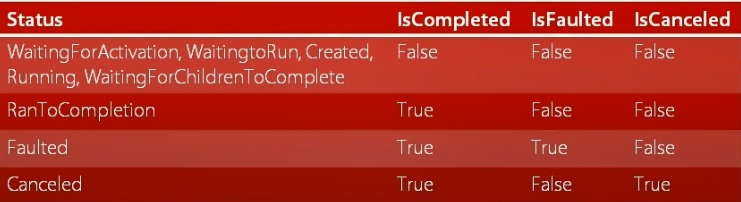 Status IsCompleted IsFaulted IsCanceled
WaitingForActivation, WaitingtoRun, Created, False False False
Running, WaitingForChildrenToComplete
RanToCompletion True False False
Faulted True True False
Canceled True False True